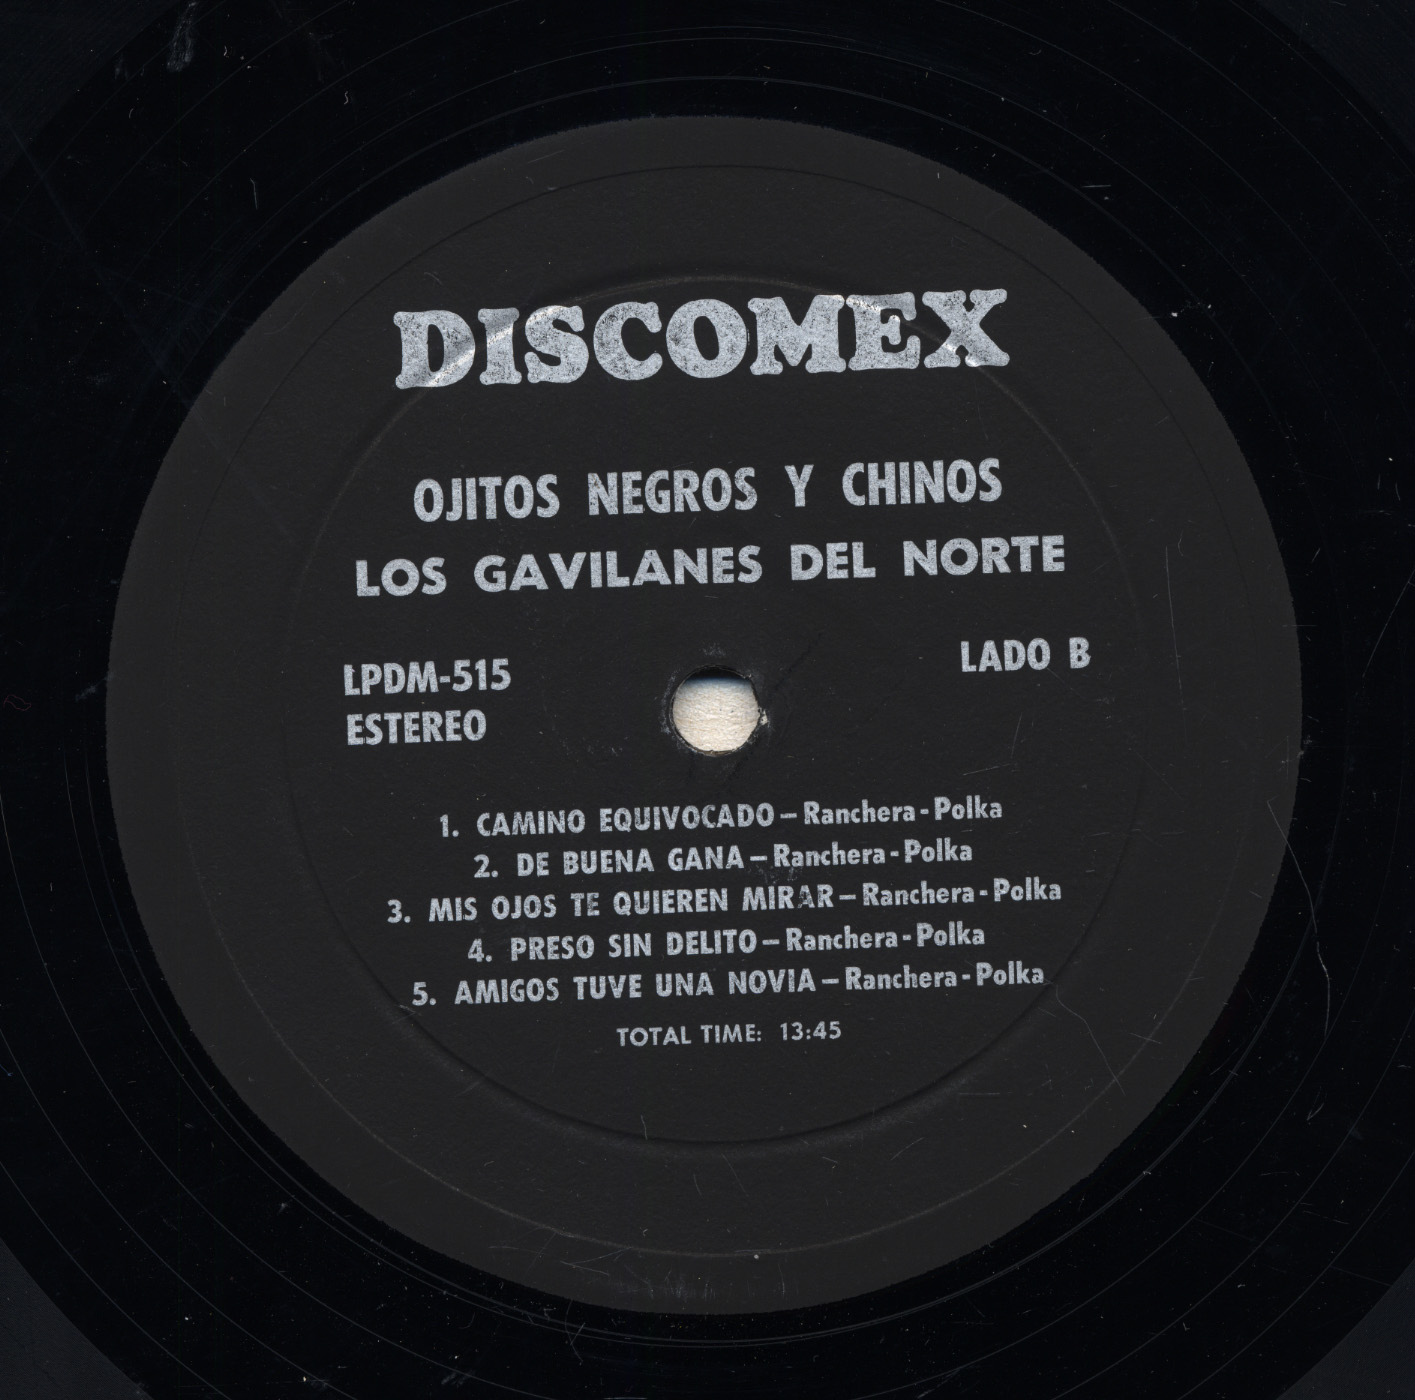 DISCOMEX
OJITOS NEGROS Y CHINOS
LOS GAVILANES DEL NORTE
LPDM-515
ESTEREO
LADO B
1. CAMINO EQUIVOCADO—Ranchera-Polka
2. DE BUENA GANA—Ranchera-Polka
3. MIS OJOS TE QUIEREN MIRAR—Ranchera-Polka
4. PRESO SIN DELITO—Ranchera-Polka
5. AMIGOS TUVE UNA NOVIA—Ranchera-Polka
TOTAL TIME: 13:45